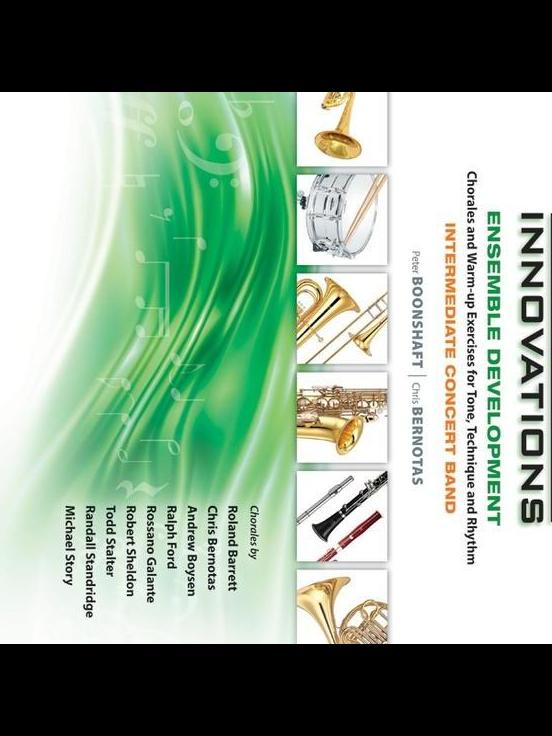 INNOVATIONS
ENSEMBLE DEVELOPMENT
Chorales and Warm-up Exercises for Tone, Technique and Rhythm
INTERMEDIATE CONCERT BAND
Peter BOONSHAFT | Chris BERNOTAS
Chorales by
Roland Barrett
Chris Bernotas
Andrew Boysen
Ralph Ford
Rossano Galante
Robert Sheldon
Todd Stalter
Randall Standridge
Michael Story